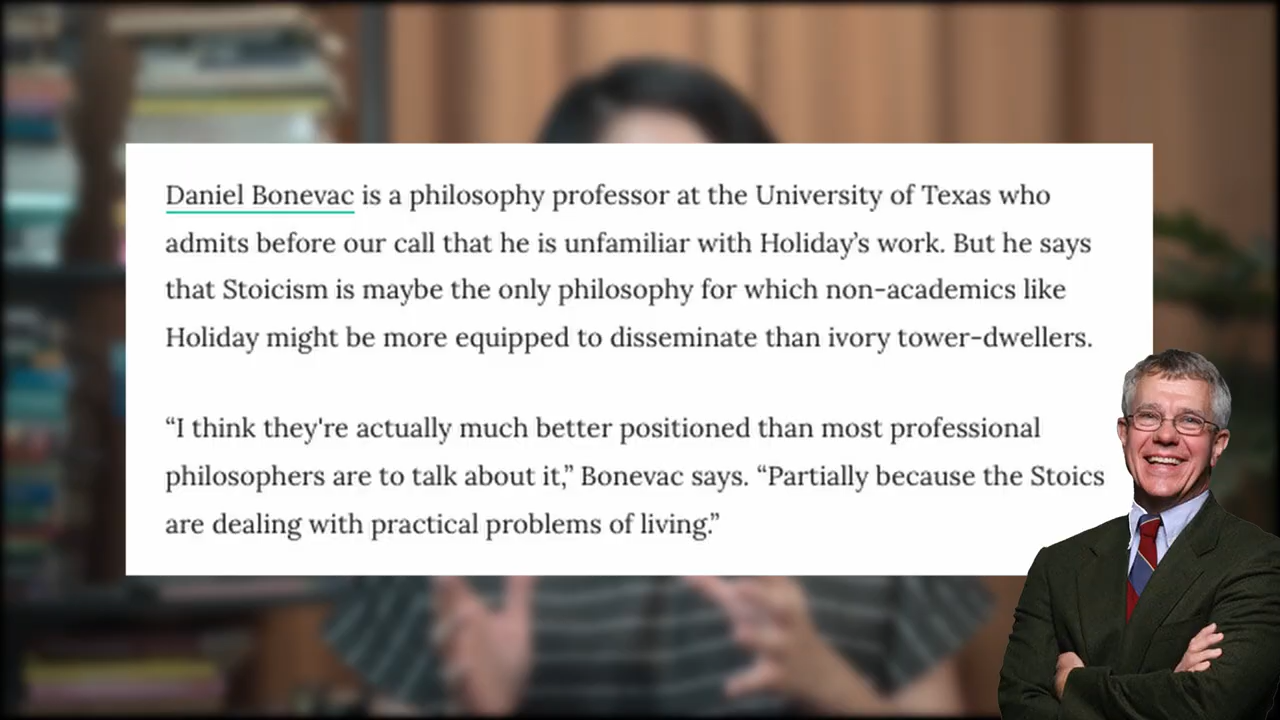 Daniel Bonevac is a philosophy professor at the University of Texas who
admits before our call that he is unfamiliar with Holiday’s work. But he says
that Stoicism is maybe the only philosophy for which non-academics like
Holiday might be more equipped to disseminate than ivory tower-dwellers.
“I think they're actually much better positioned than most professional
philosophers are to talk about it,” Bonevac says. “Partially because the Stoics
are dealing with practical problems of living.”